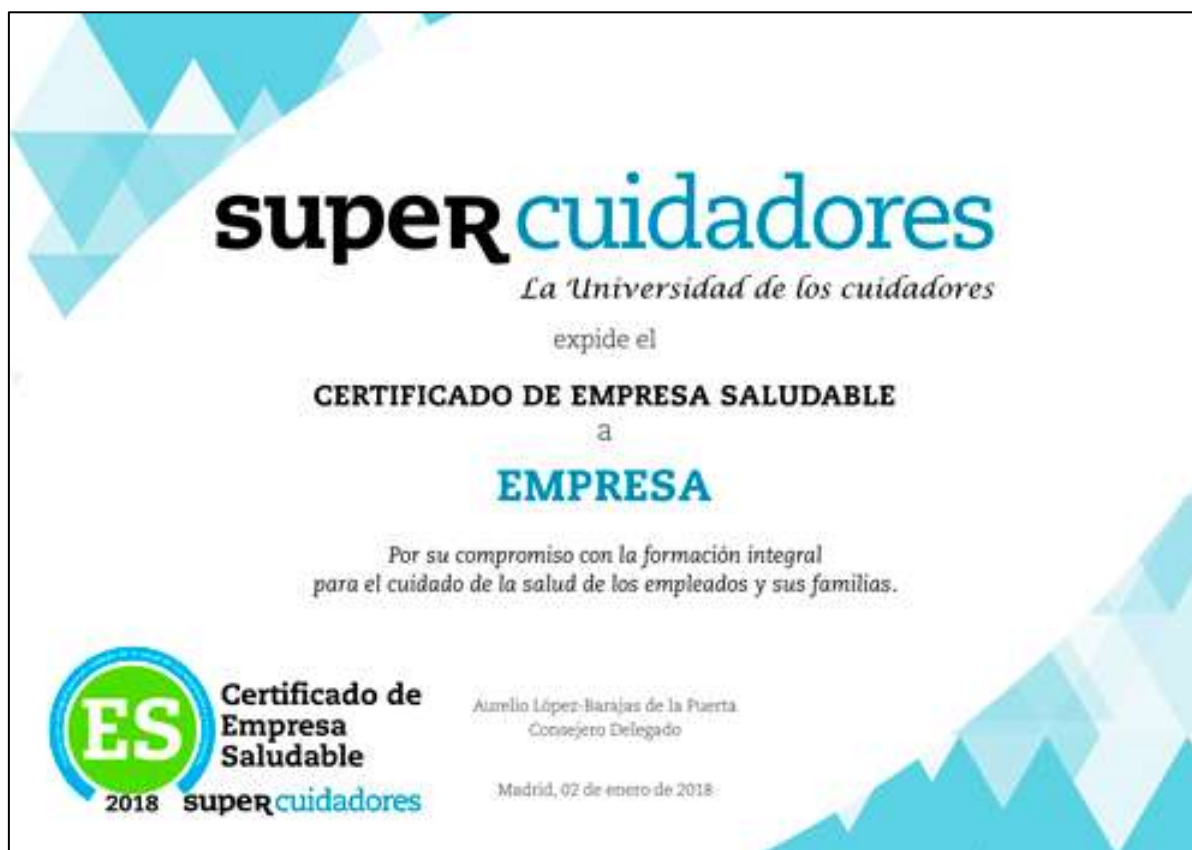 supeR cuidadores
La Universidad de los cuidadores
expide el
CERTIFICADO DE EMPRESA SALUDABLE
a
EMPRESA
Por su compromiso con la formación integral
para el cuidado de la salud de los empleados y sus familias.
ES
2018
Certificado de
Empresa
Saludable
supeRcuidadores
Aurelio López-Barajas de la Puerta
Consejero Delegado
Madrid, 02 de enero de 2018